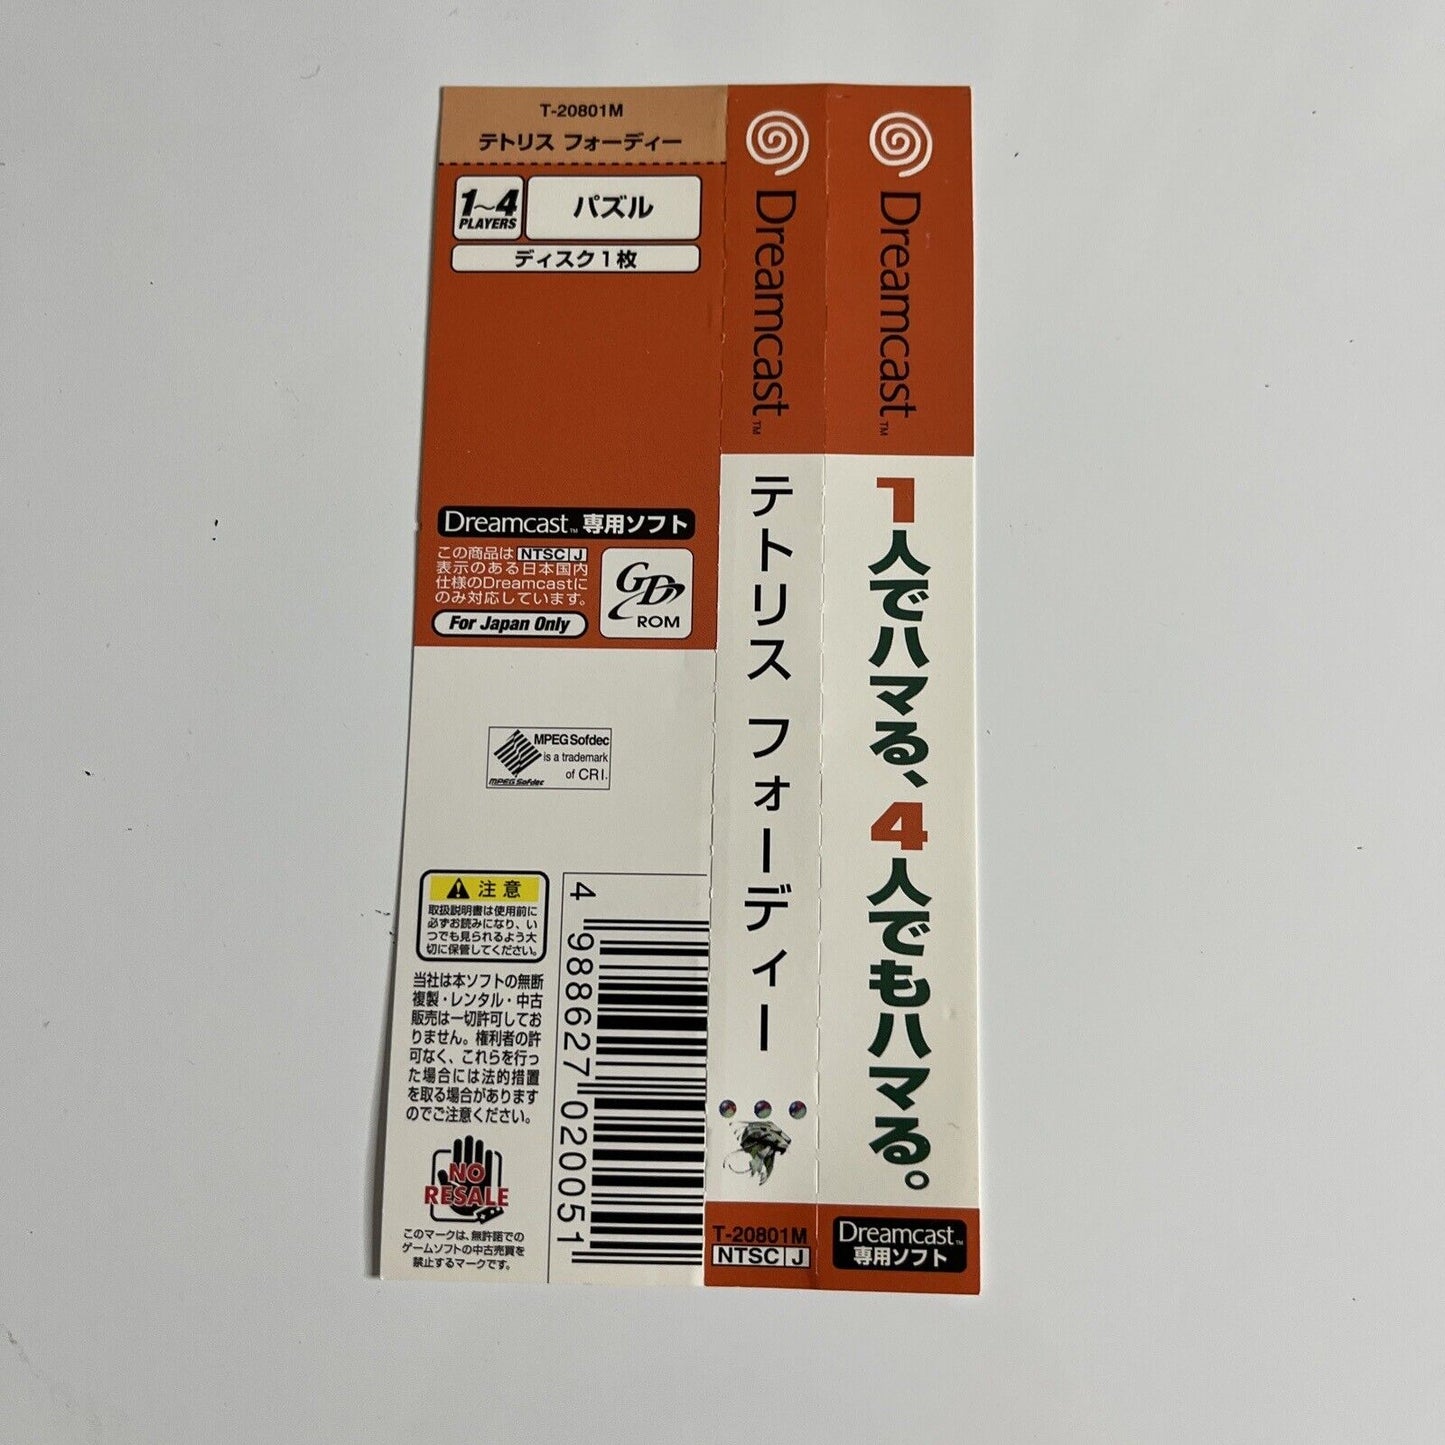 T-20801M
テトリス フォーディー
1~4
PLAYERS
パズル
ディスク1枚
Dreamcast™ 専用ソフト
この商品は NTSC J
表示のある日本国内
仕様のDreamcastに
のみ対応しています。
For Japan Only
GD
ROM
MPEG Sofdec
is a trademark
of CRI.
MPEG Sofdec
注意
取扱説明書は使用前に
必ずお読みになり、い
つでも見られるよう大
切に保管してください。
当社は本ソフトの無断
複製・レンタル・中古
販売は一切許可してお
りません。権利者の許
可なく、これらを行っ
た場合には法的措置
を取る場合があります
のでご注意ください。
NO
RESALE
このマークは、無許諾での
ゲームソフトの中古売買を
禁止するマークです。
4 988627 020051
Dreamcast™
テトリス フォーディー
T-20801M
NTSC J
Dreamcast™
1人でハマる、4人でもハマる。
Dreamcast™
専用ソフト